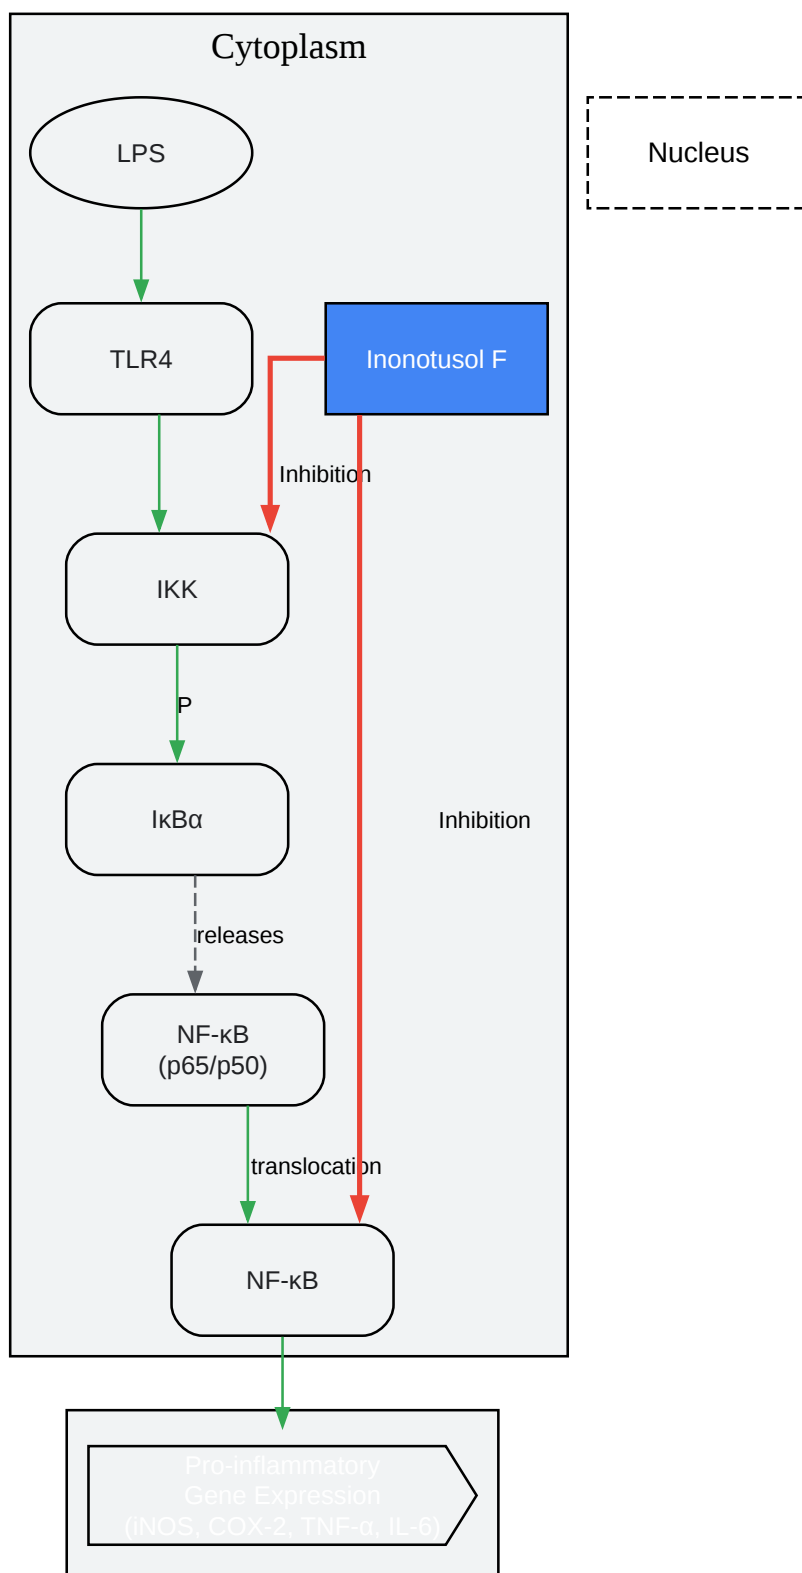 Cytoplasm
LPS
Nucleus
TLR4
Inonotusol F
Inhibition
IKK
P
IκBα
Inhibition
releases
NF-κB
(p65/p50)
translocation
NF-κB
Pro-inflammatory
Gene Expression
(iNOS, COX-2, TNF-α, IL-6)